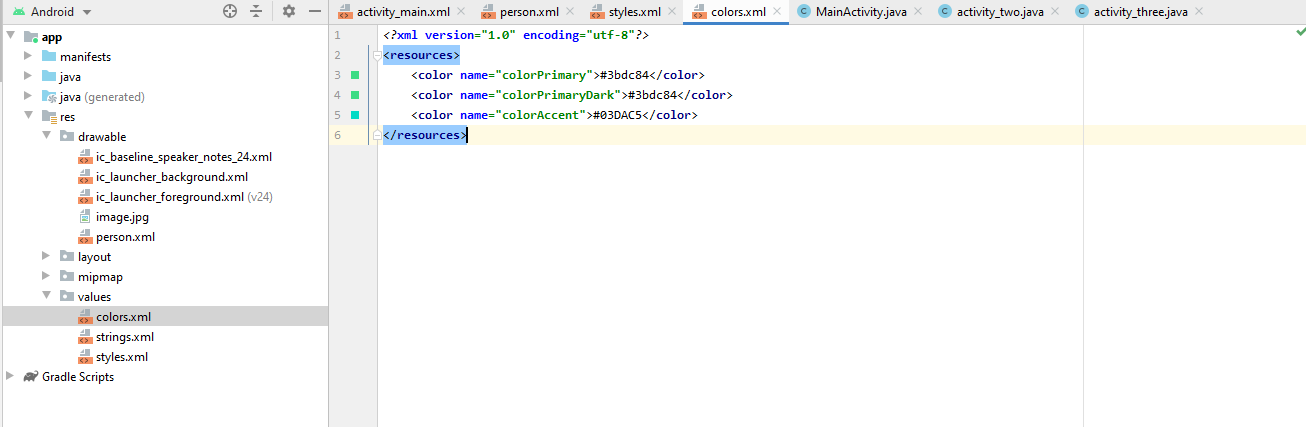 Android
app
manifests
java
java (generated)
res
drawable
ic_baseline_speaker_notes_24.xml
ic_launcher_background.xml
ic_launcher_foreground.xml (v24)
image.jpg
person.xml
layout
mipmap
values
colors.xml
strings.xml
styles.xml
Gradle Scripts
activity_main.xml person.xml styles.xml colors.xml MainActivity.java activity_two.java activity_three.java
1 <?xml version="1.0" encoding="utf-8"?>
2 <resources>
3 <color name="colorPrimary">#3bdc84</color>
4 <color name="colorPrimaryDark">#3bdc84</color>
5 <color name="colorAccent">#03DAC5</color>
6 </resources>